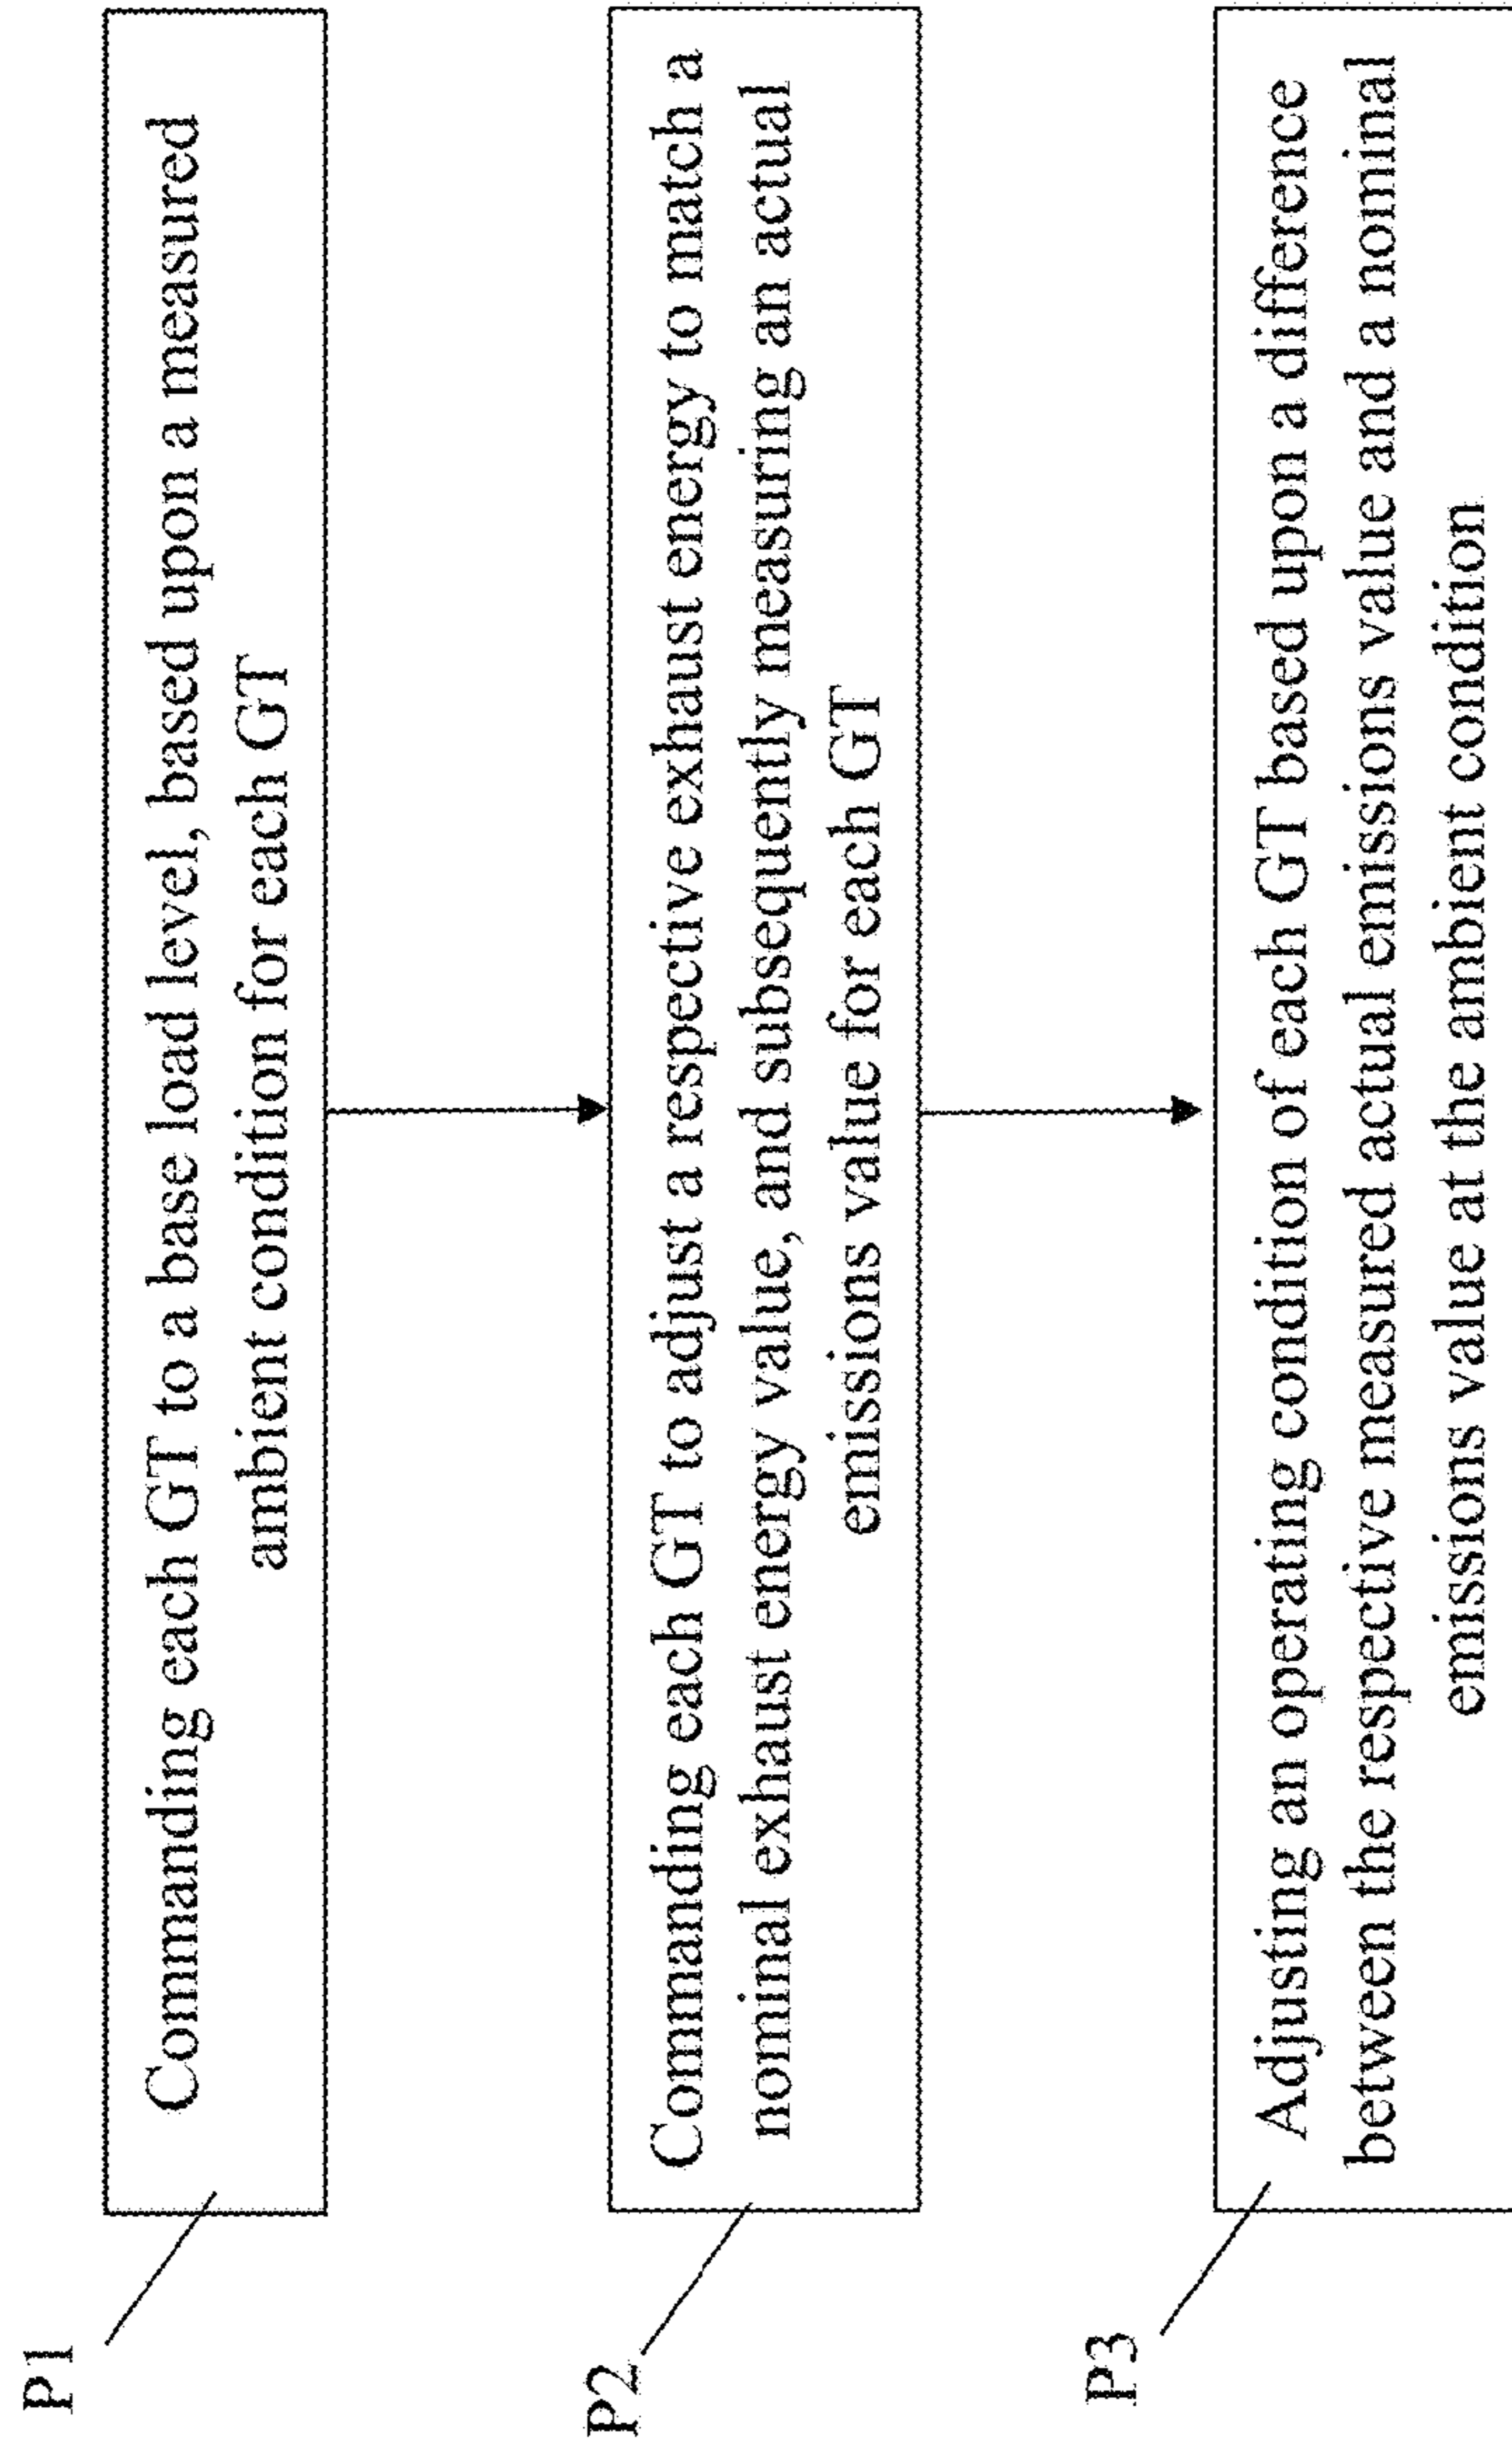 P1
Commanding each GT to a base load level, based upon a measured
ambient condition for each GT
P2
Commanding each GT to adjust a respective exhaust energy to match a
nominal exhaust energy value, and subsequently measuring an actual
emissions value for each GT
P3
Adjusting an operating condition of each GT based upon a difference
between the respective measured actual emissions value and a nominal
emissions value at the ambient condition